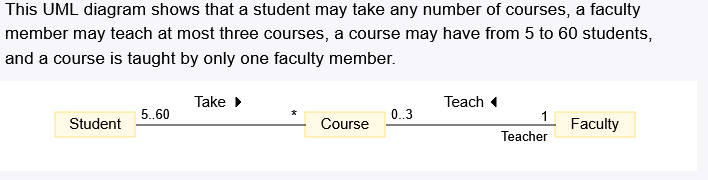 This UML diagram shows that a student may take any number of courses, a faculty
member may teach at most three courses, a course may have from 5 to 60 students,
and a course is taught by only one faculty member.
Take ▶ Teach ◀
5..60 * 0..3 1
Student Course Faculty
Teacher